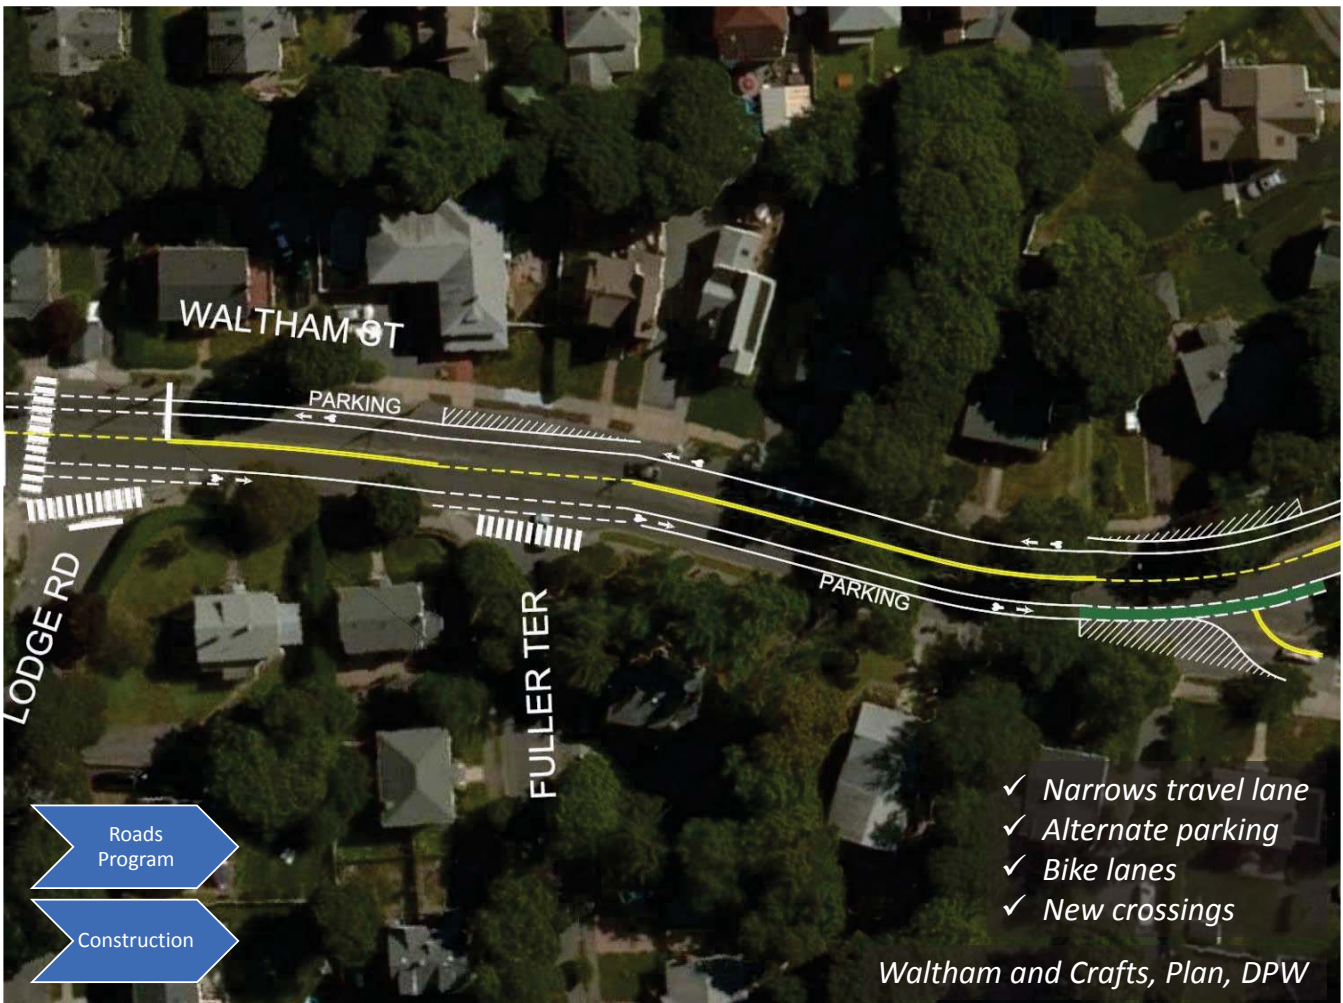 WALTHAM ST
PARKING
PARKING
LODGE RD
FULLER TER
Roads
Program
Construction
✓ Narrows travel lane
✓ Alternate parking
✓ Bike lanes
✓ New crossings
Waltham and Crafts, Plan, DPW